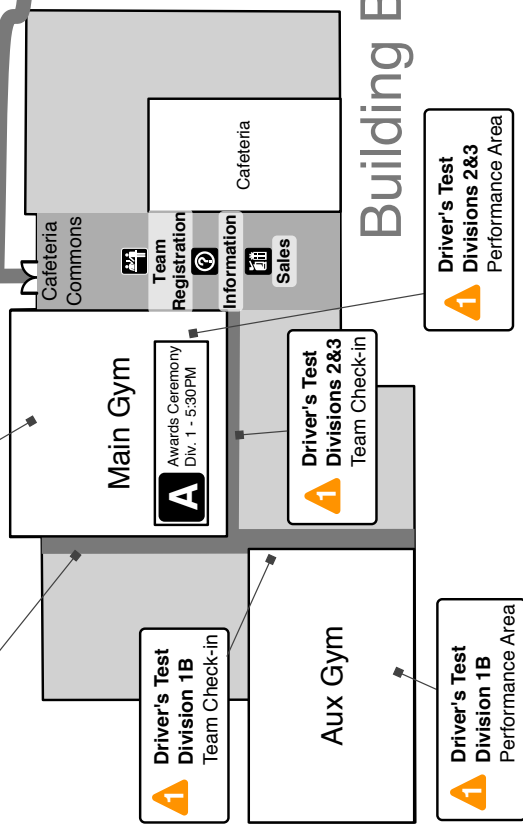 Cafeteria
Commons
Team
Registration
Information
Sales
Cafeteria
Building B
Main Gym
A
Awards Ceremony
Div. 1 - 5:30PM
1
Driver's Test
Divisions 2&3
Performance Area
1
Driver's Test
Divisions 2&3
Team Check-in
1
Driver's Test
Division 1B
Team Check-in
Aux Gym
1
Driver's Test
Division 1B
Performance Area